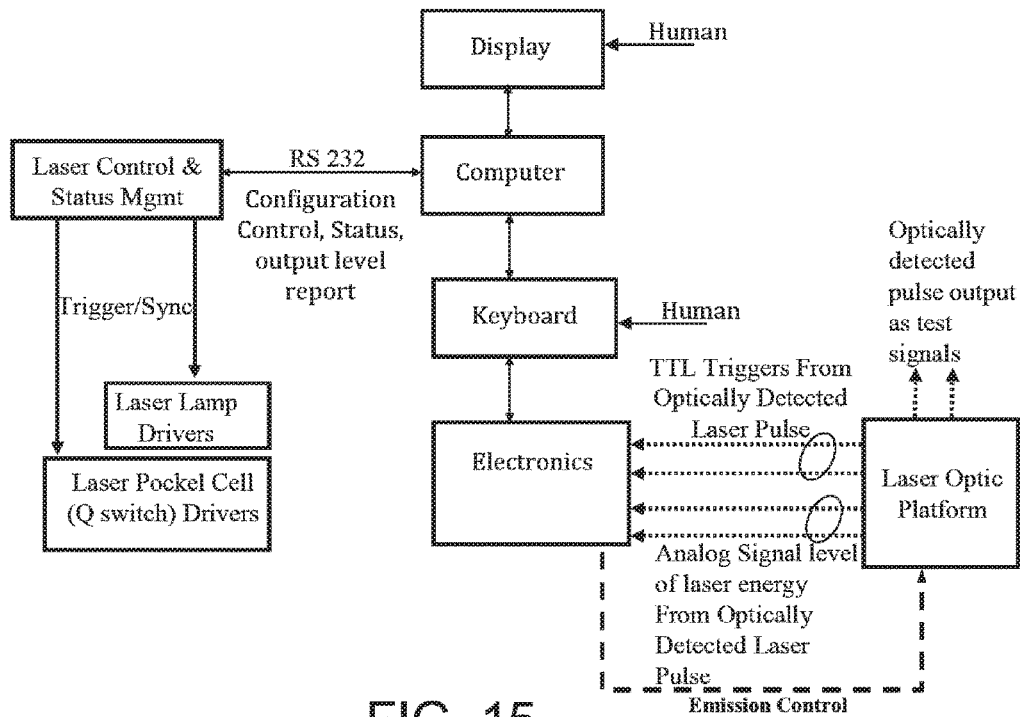 Display
Human
Laser Control &
Status Mgmt
RS 232
Configuration
Control, Status,
output level
report
Computer
Trigger/Sync
Keyboard
Human
Optically
detected
pulse output
as test
signals
Laser Lamp
Drivers
Laser Pockel Cell
(Q switch) Drivers
Electronics
TTL Triggers From
Optically Detected
Laser Pulse
Laser Optic
Platform
Analog Signal level
of laser energy
From Optically
Detected Laser
Pulse
Emission Control
FIG. 15